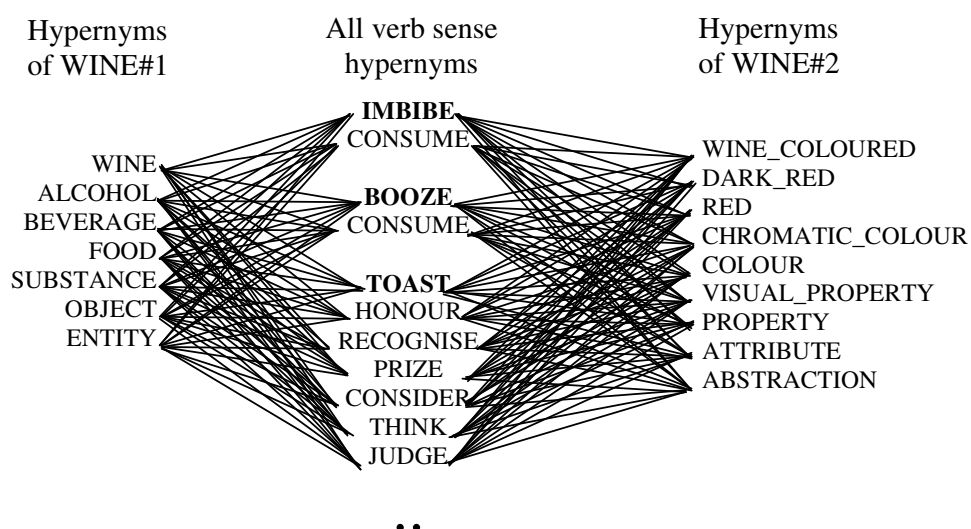 Hypernyms
of WINE#1
All verb sense
hypernyms
Hypernyms
of WINE#2
WINE
ALCOHOL
BEVERAGE
FOOD
SUBSTANCE
OBJECT
ENTITY
IMBIBE
CONSUME
BOOZE
CONSUME
TOAST
HONOUR
RECOGNISE
PRIZE
CONSIDER
THINK
JUDGE
WINE_COLOURED
DARK_RED
RED
CHROMATIC_COLOUR
COLOUR
VISUAL_PROPERTY
PROPERTY
ATTRIBUTE
ABSTRACTION